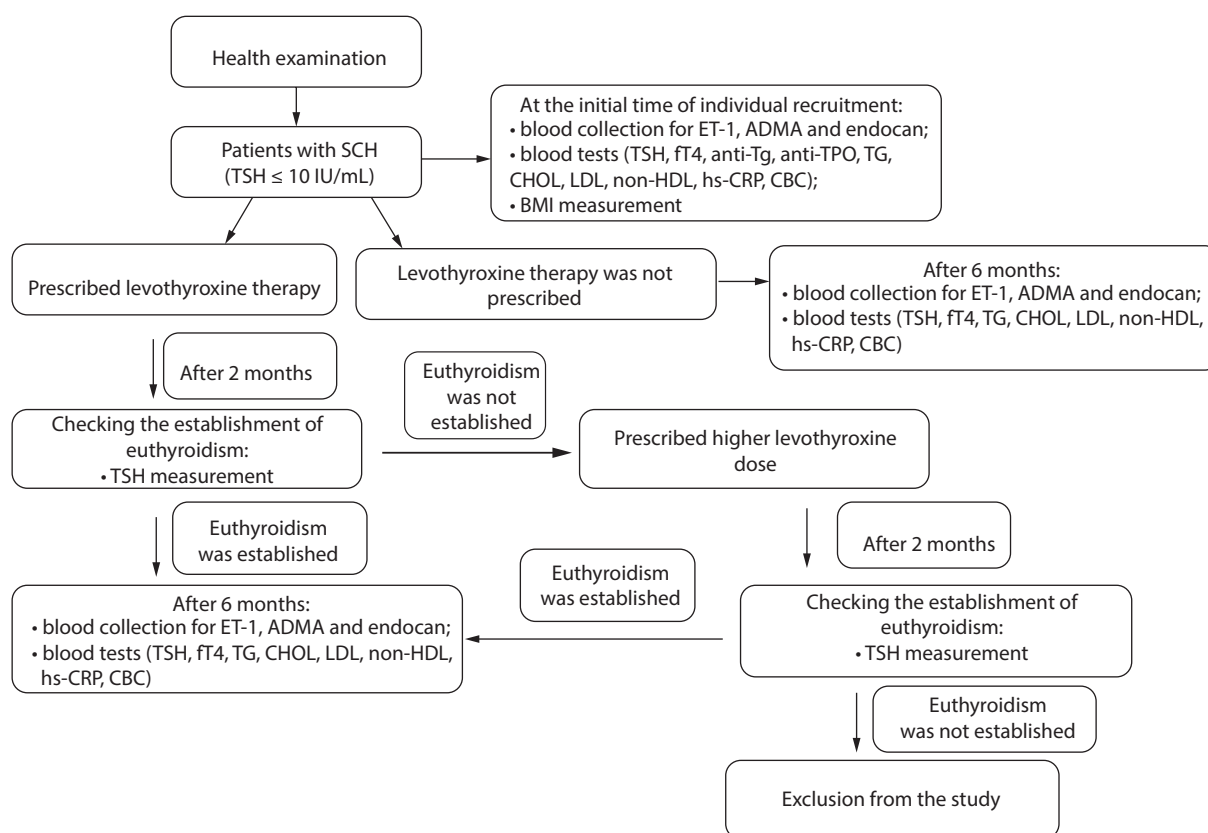 Health examination
At the initial time of individual recruitment:
• blood collection for ET-1, ADMA and endocan;
• blood tests (TSH, fT4, anti-Tg, anti-TPO, TG,
CHOL, LDL, non-HDL, hs-CRP, CBC);
• BMI measurement
Patients with SCH
(TSH ≤ 10 IU/mL)
Prescribed levothyroxine therapy
Levothyroxine therapy was not
prescribed
After 6 months:
• blood collection for ET-1, ADMA and endocan;
• blood tests (TSH, fT4, TG, CHOL, LDL, non-HDL,
hs-CRP, CBC)
After 2 months
Euthyroidism
was not
established
Checking the establishment of
euthyroidism:
• TSH measurement
Prescribed higher levothyroxine
dose
Euthyroidism
was established
After 2 months
Euthyroidism
was established
After 6 months:
• blood collection for ET-1, ADMA and endocan;
• blood tests (TSH, fT4, TG, CHOL, LDL, non-HDL,
hs-CRP, CBC)
Checking the establishment of
euthyroidism:
• TSH measurement
Euthyroidism
was not established
Exclusion from the study